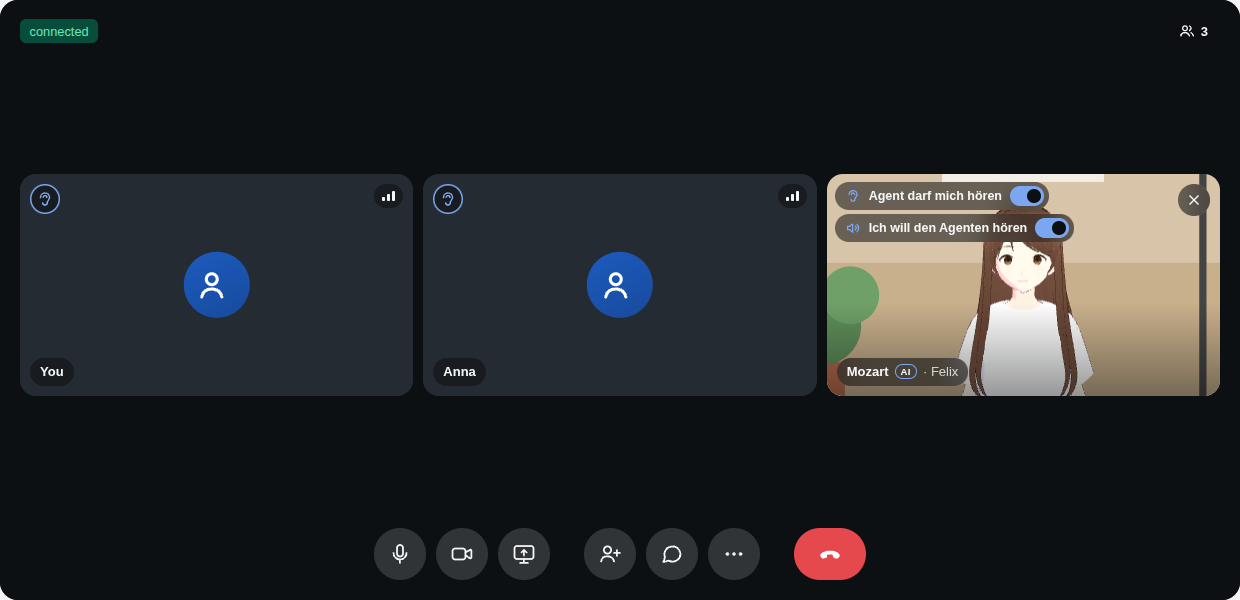 connected
3
Agent darf mich hören
Ich will den Agenten hören
You
Anna
Mozart AI · Felix